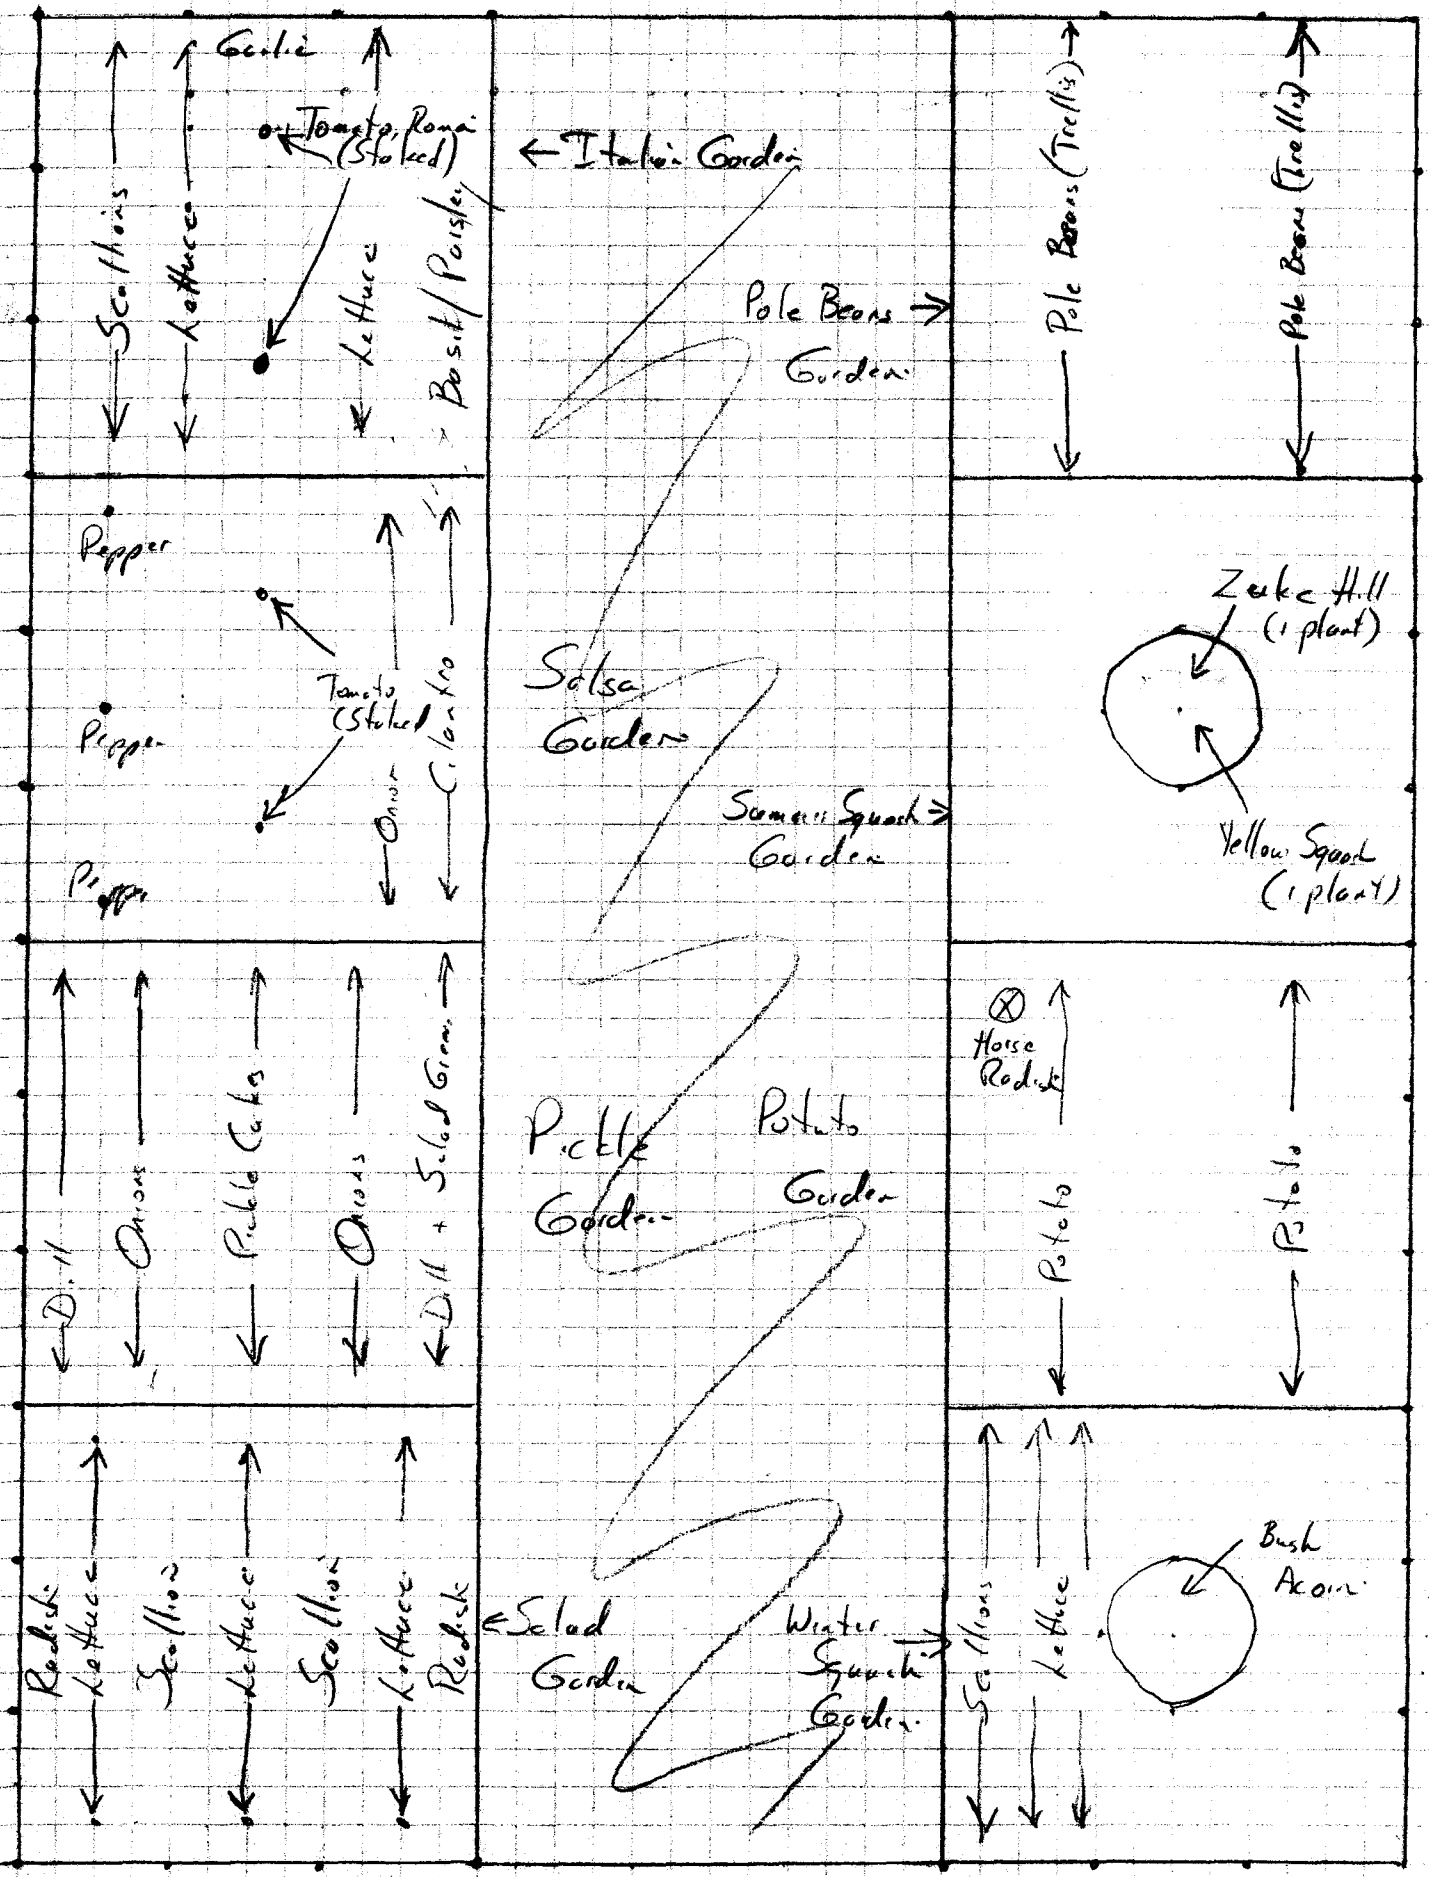 Garlic
Tomato, Roma
(Staked)
Scallions
Lettuce
Lettuce
Basil/Parsley
← Italian Garden
Pole Beans →
Garden
Pole Beans (Trellis)
Pole Beans (Trellis)
Pepper
Pepper
Pepper
Tomato
(Staked
Onion
Cilantro
Salsa
Garden
Summer Squash →
Garden
Zuke Hill
(1 plant)
Yellow Squash
(1 plant)
Dill
Onions
Pickle Cukes
Onions
Dill + Salad Greens
Pickle
Garden
Potato
Garden
Horse
Radish
Potato
Potato
Radish
Lettuce
Scallion
Lettuce
Scallion
Lettuce
Radish
← Salad
Garden
Winter
Squash
Garden
Scallions
Lettuce
Bush
Acorn